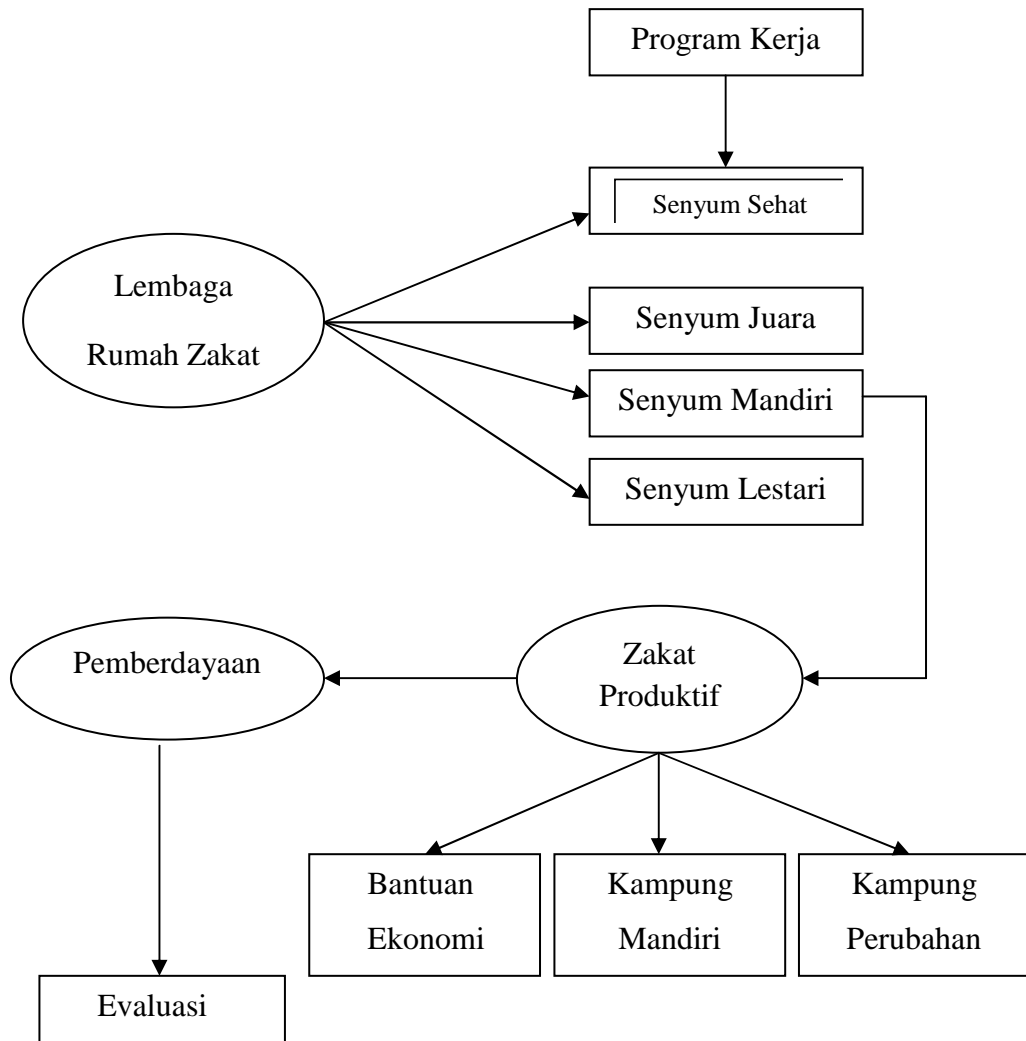 Program Kerja
Senyum Sehat
Lembaga
Rumah Zakat
Senyum Juara
Senyum Mandiri
Senyum Lestari
Pemberdayaan
Zakat
Produktif
Bantuan
Ekonomi
Kampung
Mandiri
Kampung
Perubahan
Evaluasi